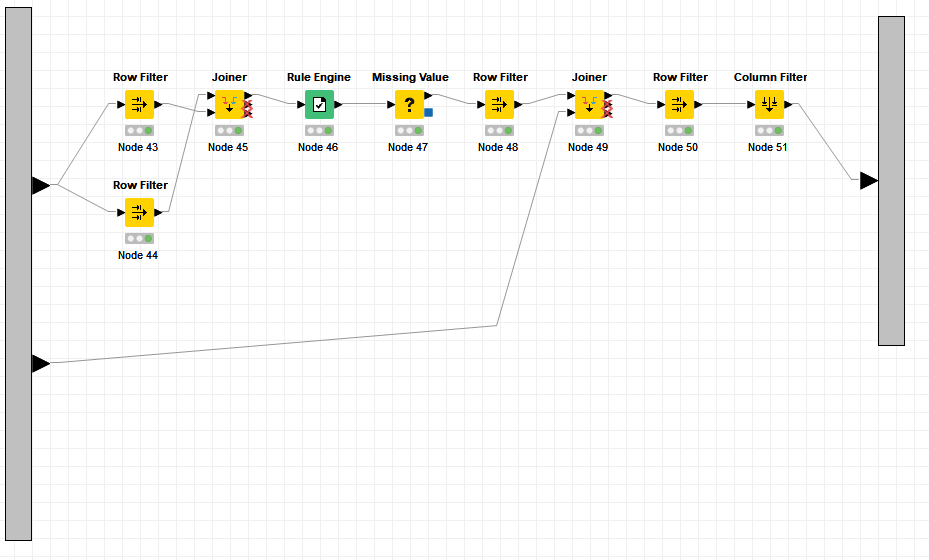 Row Filter
Joiner
Rule Engine
Missing Value
Row Filter
Joiner
Row Filter
Column Filter
?
Node 43
Node 45
Node 46
Node 47
Node 48
Node 49
Node 50
Node 51
Row Filter
Node 44